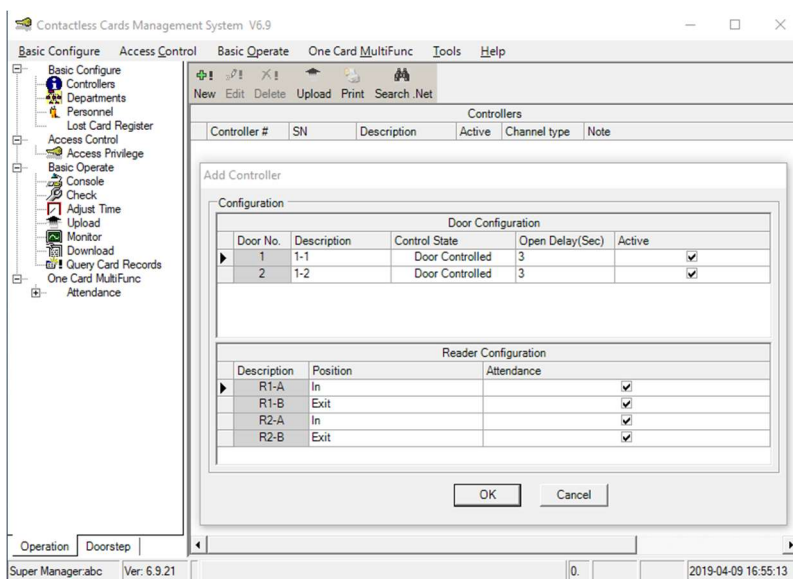 Contactless Cards Management System V6.9
Basic Configure Access Control Basic Operate One Card MultiFunc Tools Help
Basic Configure
Controllers
Departments
Personnel
Lost Card Register
Access Control
Access Privilege
Basic Operate
Console
Check
Adjust Time
Upload
Monitor
Download
Query Card Records
One Card MultiFunc
Attendance
New Edit Delete Upload Print Search .Net
Controllers
Controller # SN Description Active Channel type Note
Add Controller
Configuration
Door Configuration
Door No. Description Control State Open Delay(Sec) Active
1 1-1 Door Controlled 3
2 1-2 Door Controlled 3
Reader Configuration
Description Position Attendance
R1-A In
R1-B Exit
R2-A In
R2-B Exit
OK Cancel
Operation Doorstep
Super Manager:abc Ver: 6.9.21 0. 2019-04-09 16:55:13